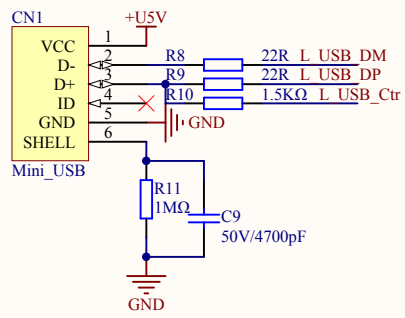 CN1
+U5V
VCC 1
D- 2 R8 22R L_USB_DM
D+ 3 R9 22R L_USB_DP
ID 4 R10 1.5KΩ L_USB_Ctr
GND 5 GND
SHELL 6
Mini_USB
R11
1MΩ
C9
50V/4700pF
GND